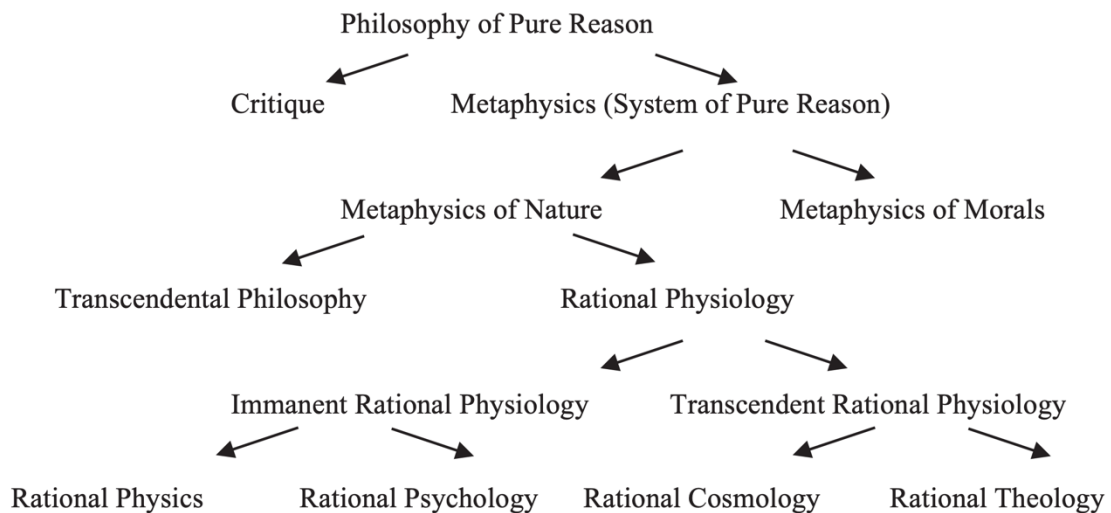 Philosophy of Pure Reason
Critique Metaphysics (System of Pure Reason)
Metaphysics of Nature Metaphysics of Morals
Transcendental Philosophy Rational Physiology
Immanent Rational Physiology Transcendent Rational Physiology
Rational Physics Rational Psychology Rational Cosmology Rational Theology